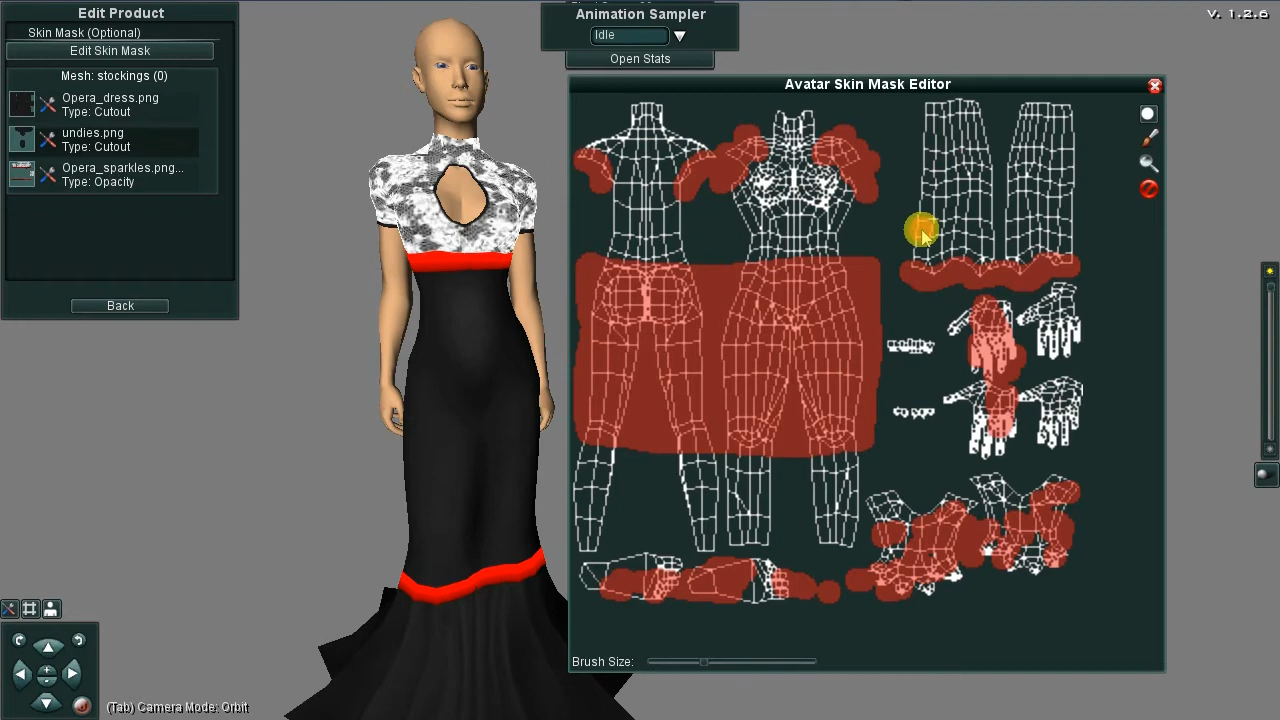 Edit Product
Skin Mask (Optional)
Edit Skin Mask
Mesh: stockings (0)
Opera_dress.png
Type: Cutout
undies.png
Type: Cutout
Opera_sparkles.png...
Type: Opacity
Back
Animation Sampler
Idle
Open Stats
v. 1.2.6
Avatar Skin Mask Editor
Brush Size:
(Tab) Camera Mode: Orbit